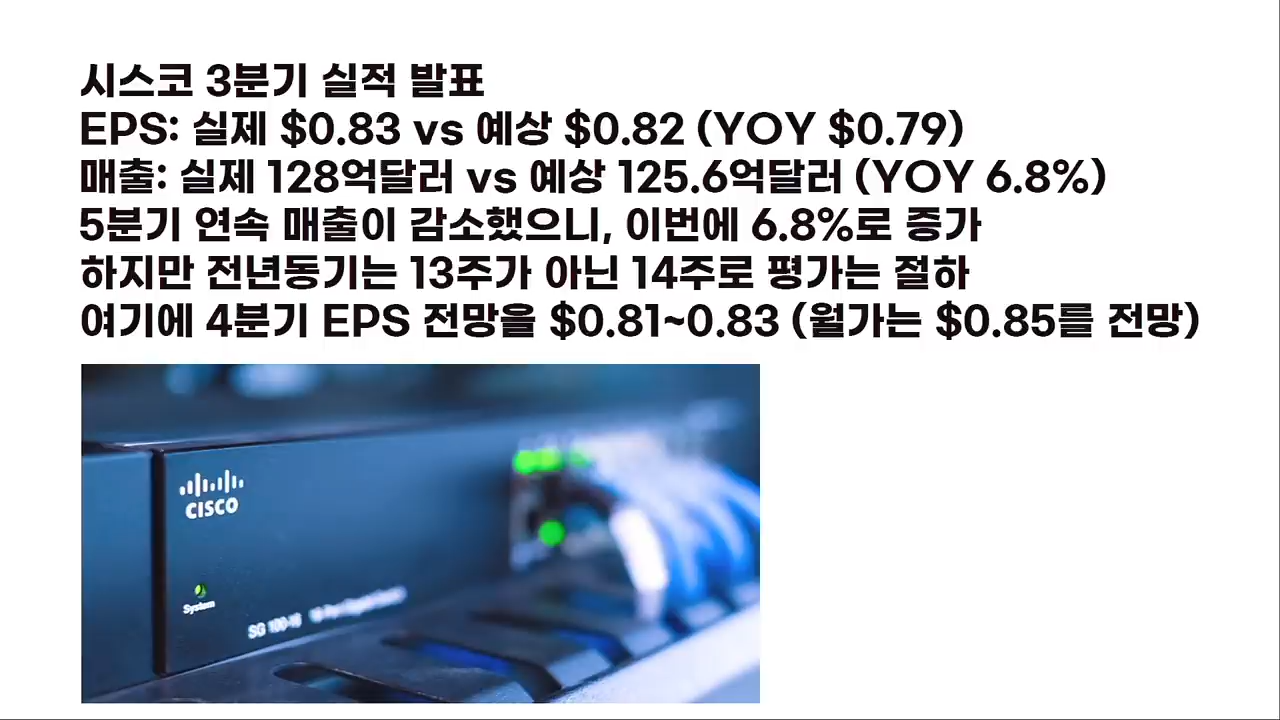 시스코 3분기 실적 발표
EPS: 실제 $0.83 vs 예상 $0.82 (YOY $0.79)
매출: 실제 128억달러 vs 예상 125.6억달러 (YOY 6.8%)
5분기 연속 매출이 감소했으니, 이번에 6.8%로 증가
하지만 전년동기는 13주가 아닌 14주로 평가는 절하
여기에 4분기 EPS 전망을 $0.81~0.83 (월가는 $0.85를 전망)
CISCO
System
SG 100-16